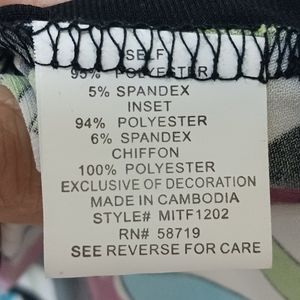 SELF
95% POLYESTER
5% SPANDEX
INSET
94% POLYESTER
6% SPANDEX
CHIFFON
100% POLYESTER
EXCLUSIVE OF DECORATION
MADE IN CAMBODIA
STYLE# MITF1202
RN# 58719
SEE REVERSE FOR CARE